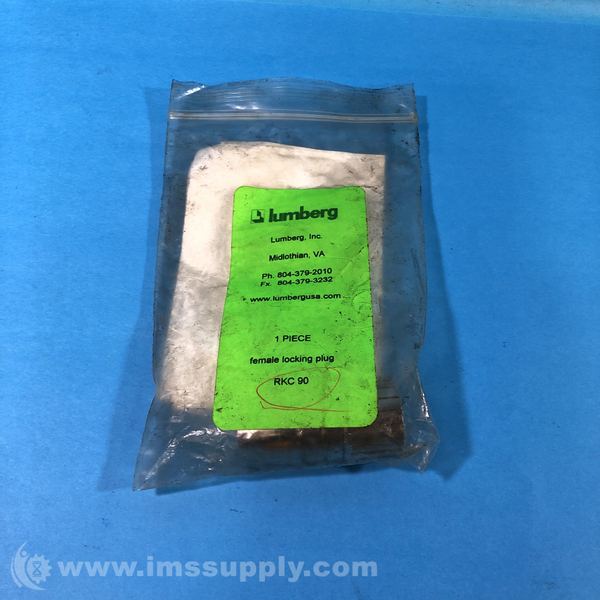 lumberg
Lumberg, Inc.
Midlothian, VA
Ph. 804-379-2010
Fx. 804-379-3232
www.lumbergusa.com
1 PIECE
female locking plug
RKC 90
www.imssupply.com